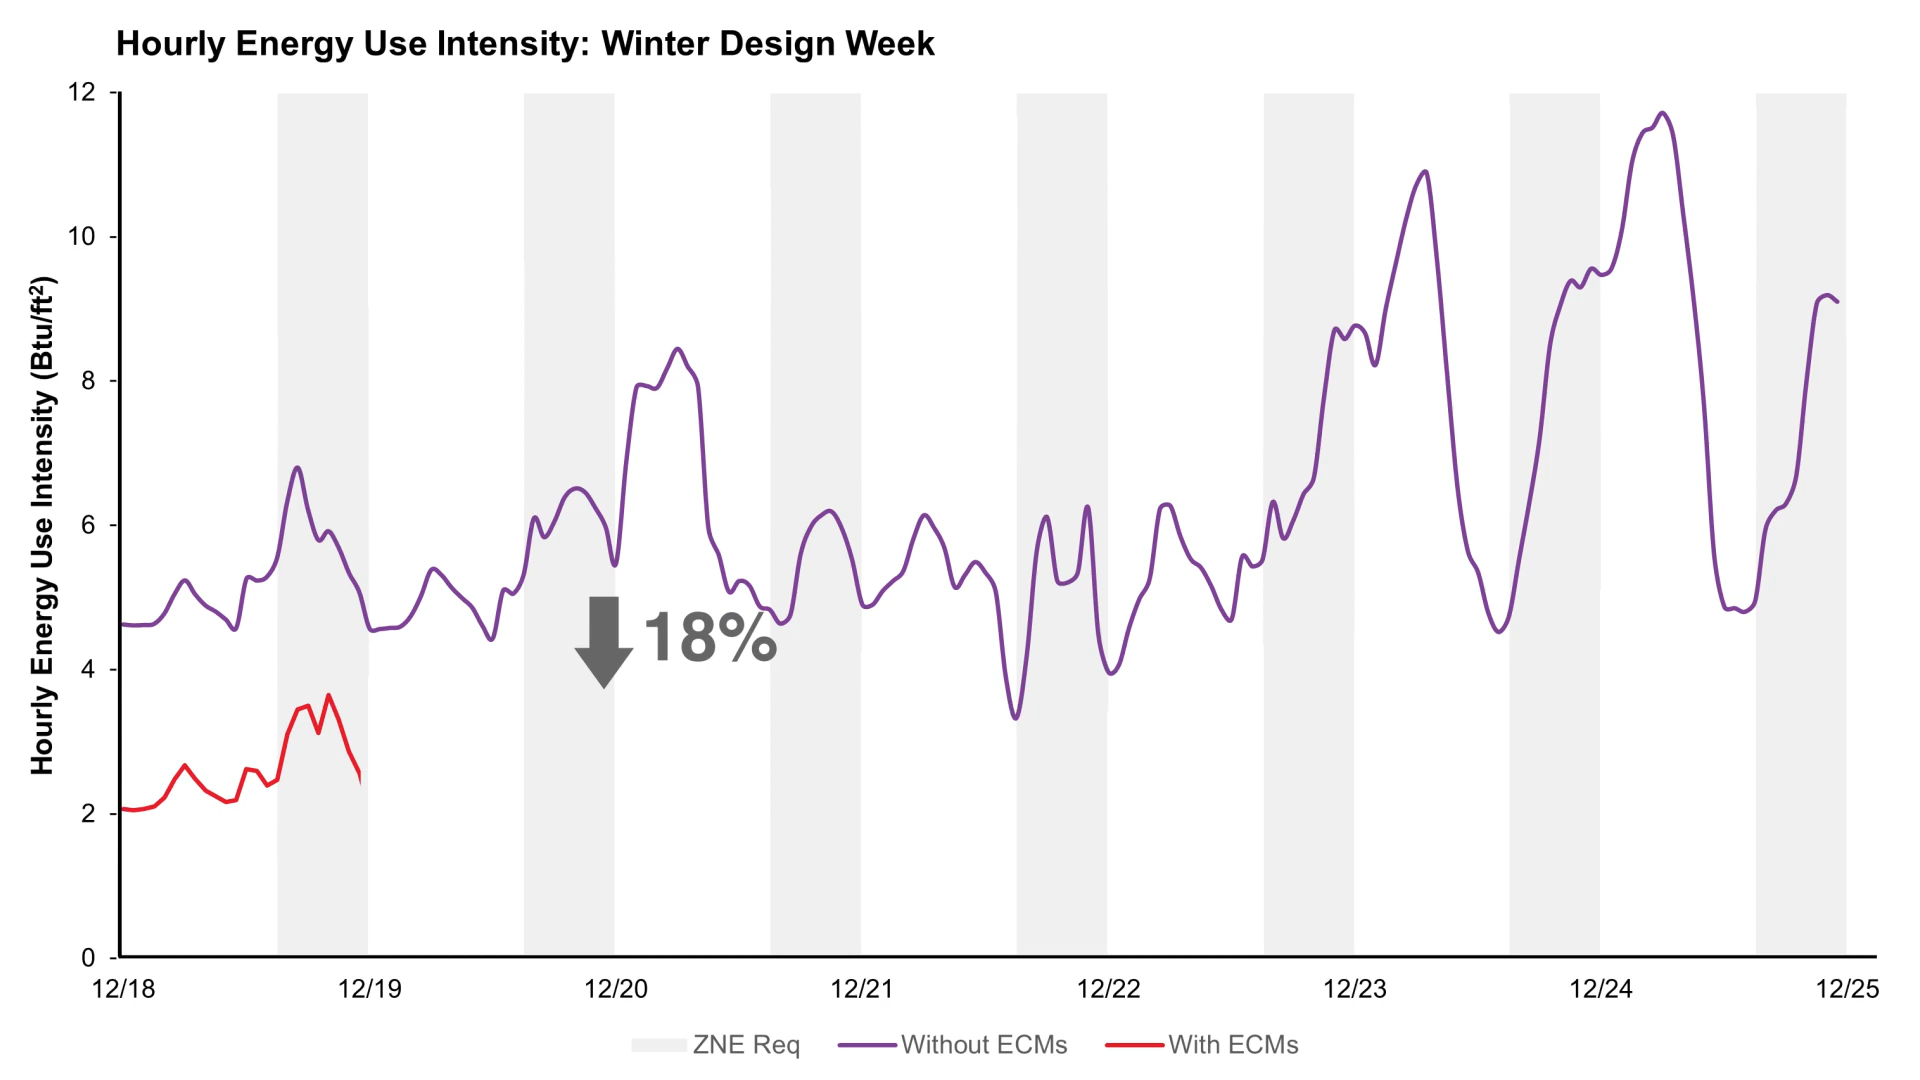 Hourly Energy Use Intensity: Winter Design Week
Hourly Energy Use Intensity (Btu/ft²)
12
10
8
6
4
2
0
18%
12/18 12/19 12/20 12/21 12/22 12/23 12/24 12/25
ZNE Req Without ECMs With ECMs